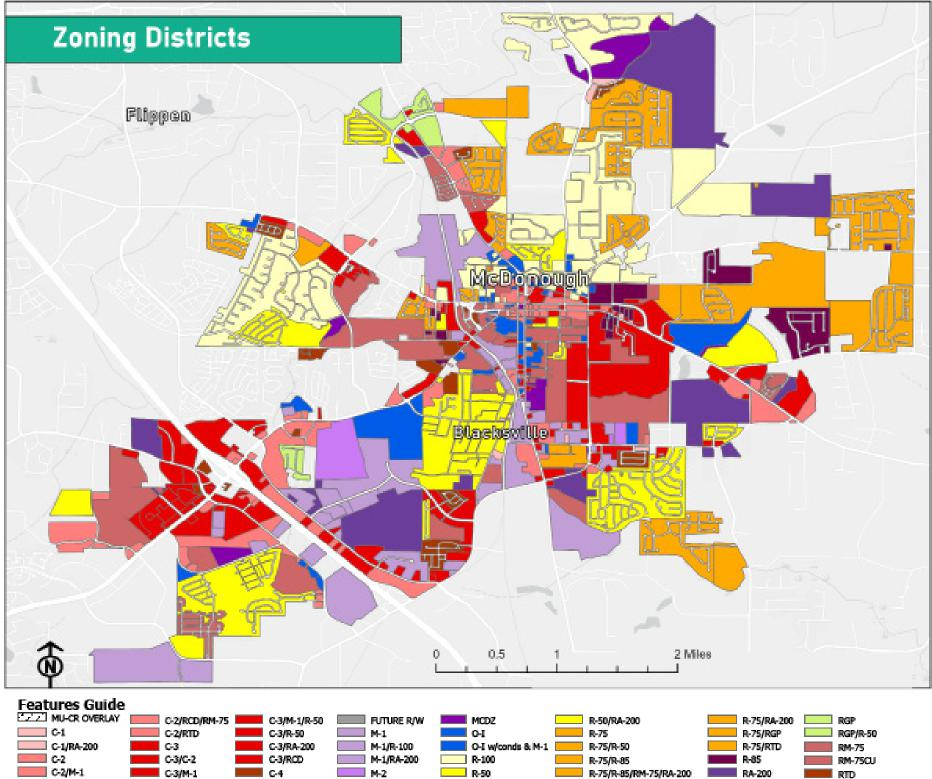 Zoning Districts
Flippen
McDonough
Blacksville
N
0 0.5 1 2 Miles
Features Guide
MU-CR OVERLAY
C-1
C-1/RA-200
C-2
C-2/M-1
C-2/RCD/RM-75
C-2/RTD
C-3
C-3/C-2
C-3/M-1
C-3/M-1/R-50
C-3/R-50
C-3/RA-200
C-3/RCD
C-4
FUTURE R/W
M-1
M-1/R-100
M-1/RA-200
M-2
MCDZ
O-I
O-I w/conds & M-1
R-100
R-50
R-50/RA-200
R-75
R-75/R-50
R-75/R-85
R-75/R-85/RM-75/RA-200
R-75/RA-200
R-75/RGP
R-75/RTD
R-85
RA-200
RGP
RGP/R-50
RM-75
RM-75CU
RTD